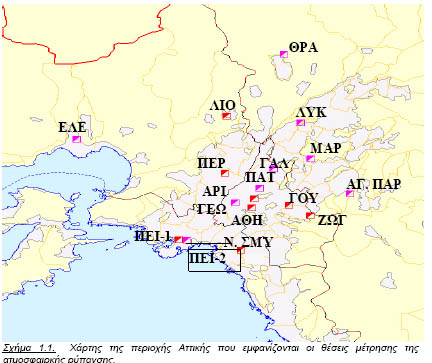 ΘΡΑ
ΛΙΟ
ΛΥΚ
ΕΛΕ
ΜΑΡ
ΠΕΡ
ΓΑΛ
ΠΑΤ
ΑΡΙ
ΑΓ. ΠΑΡ
ΓΕΩ
ΓΟΥ
ΑΘΗ
ΖΩΓ
ΠΕΙ-1
Ν. ΣΜΥ
ΠΕΙ-2
Σχήμα 1.1. Χάρτης της περιοχής Αττικής που εμφανίζονται οι θέσεις μέτρησης της
ατμοσφαιρικής ρύπανσης.